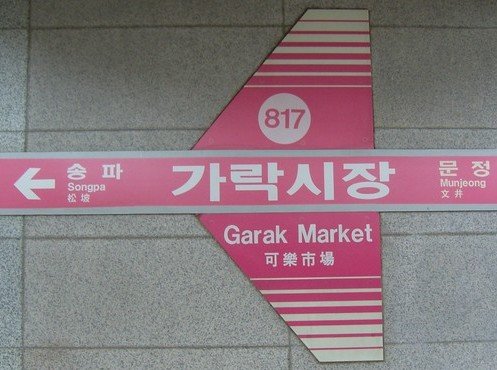 817
← 송파
Songpa
松坡
가락시장
문정
Munjeong
文井
Garak Market
可樂市場